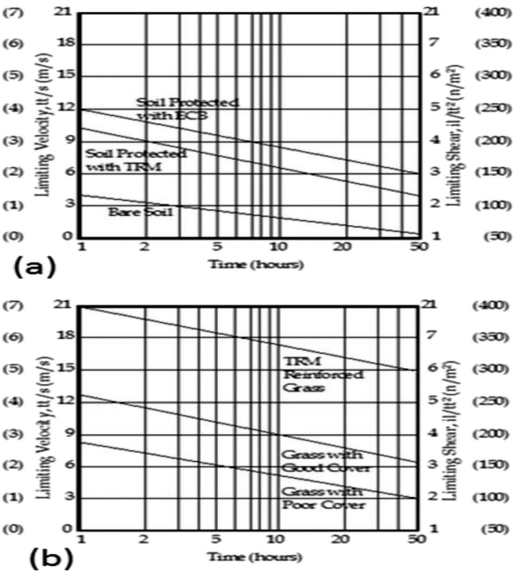 (7) 21 21 (400)
(6) 18 7 (350)
(5) 15 6 (300)
(4) 12 5 (250)
(3) 9 4 (200)
(2) 6 3 (150)
(1) 3 2 (100)
(0) 0 1 (50)
Limiting Velocity, ft/s (m/s)
Soil Protected
with ECB
Soil Protected
with TRM
Bare Soil
Limiting Shear, il/ft² (n/m²)
1 2 5 10 20 50
Time (hours)
(a)
(7) 21 21 (400)
(6) 18 7 (350)
(5) 15 6 (300)
(4) 12 5 (250)
(3) 9 4 (200)
(2) 6 3 (150)
(1) 3 2 (100)
(0) 0 1 (50)
Limiting Velocity, ft/s (m/s)
TRM
Reinforced
Grass
Grass with
Good Cover
Grass with
Poor Cover
Limiting Shear, il/ft² (n/m²)
1 2 5 10 20 50
Time (hours)
(b)